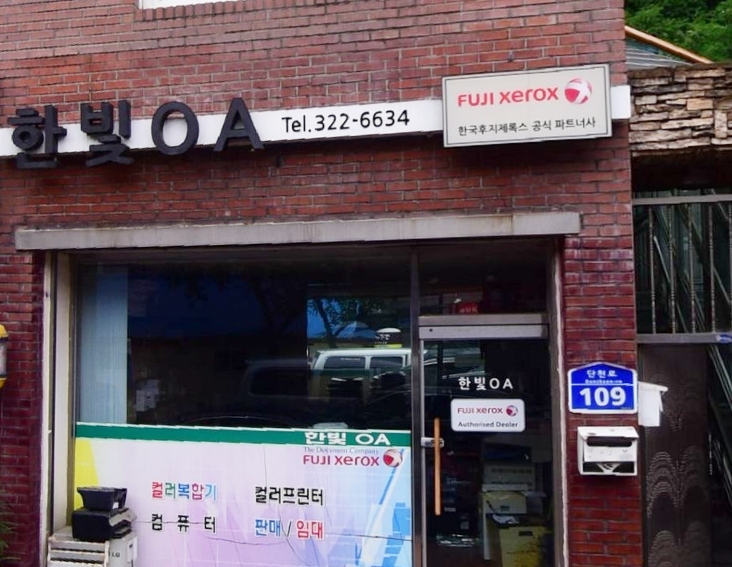 한빛OA
Tel.322-6634
FUJI xerox
한국후지제록스 공식 파트너사
한빛OA
FUJI xerox
Authorised Dealer
단천로
109
한빛 OA
The Document Company
FUJI xerox
컬러복합기 컬러프린터
컴퓨터 판매/임대